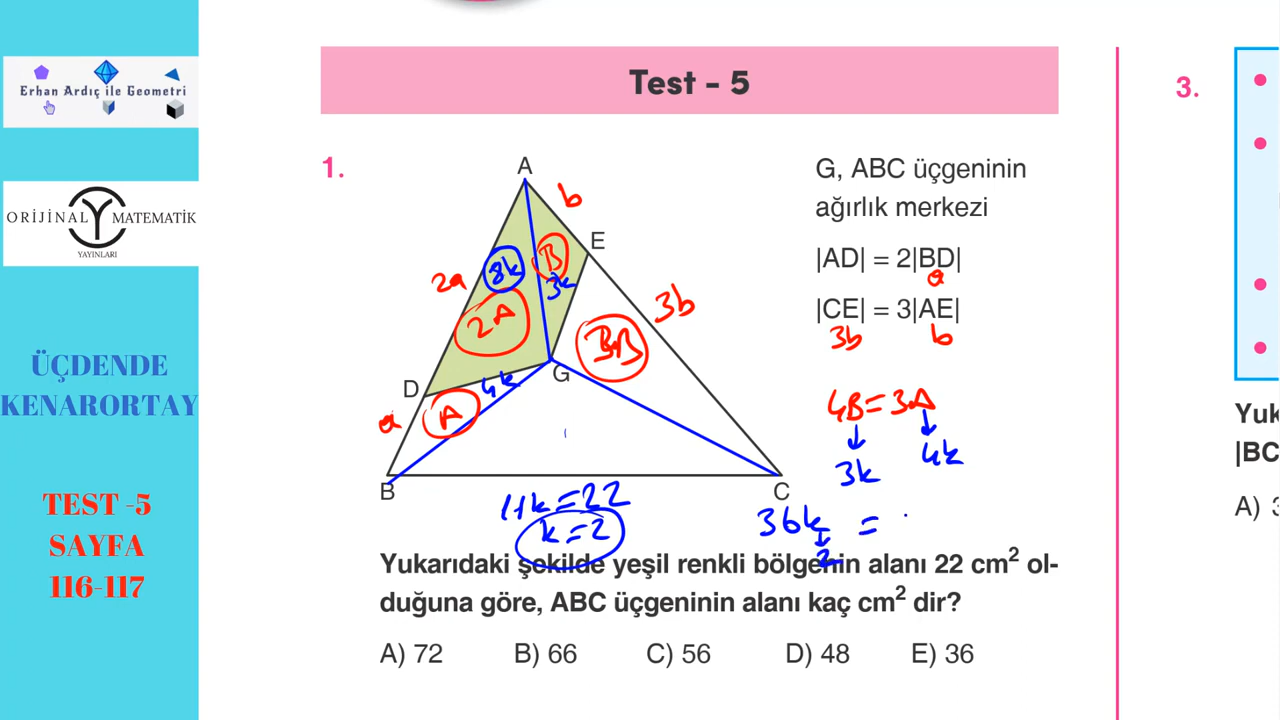 Erhan Ardıç ile Geometri
ORİJİNAL MATEMATİK
YAYINLARI
ÜÇDENDE
KENARORTAY
TEST -5
SAYFA
116-117
Test - 5
1.
A
b
E
8k
B
3k
2a
2A
3b
3B
D
4k
G
a
A
B
C
G, ABC üçgeninin
ağırlık merkezi
|AD| = 2|BD|
a
|CE| = 3|AE|
3b b
4B=3A
3k 4k
11k=22
k=2
36k =
2
Yukarıdaki şekilde yeşil renkli bölgenin alanı 22 cm² ol-
duğuna göre, ABC üçgeninin alanı kaç cm² dir?
A) 72 B) 66 C) 56 D) 48 E) 36
3.
Yuk
|BC
A) 3